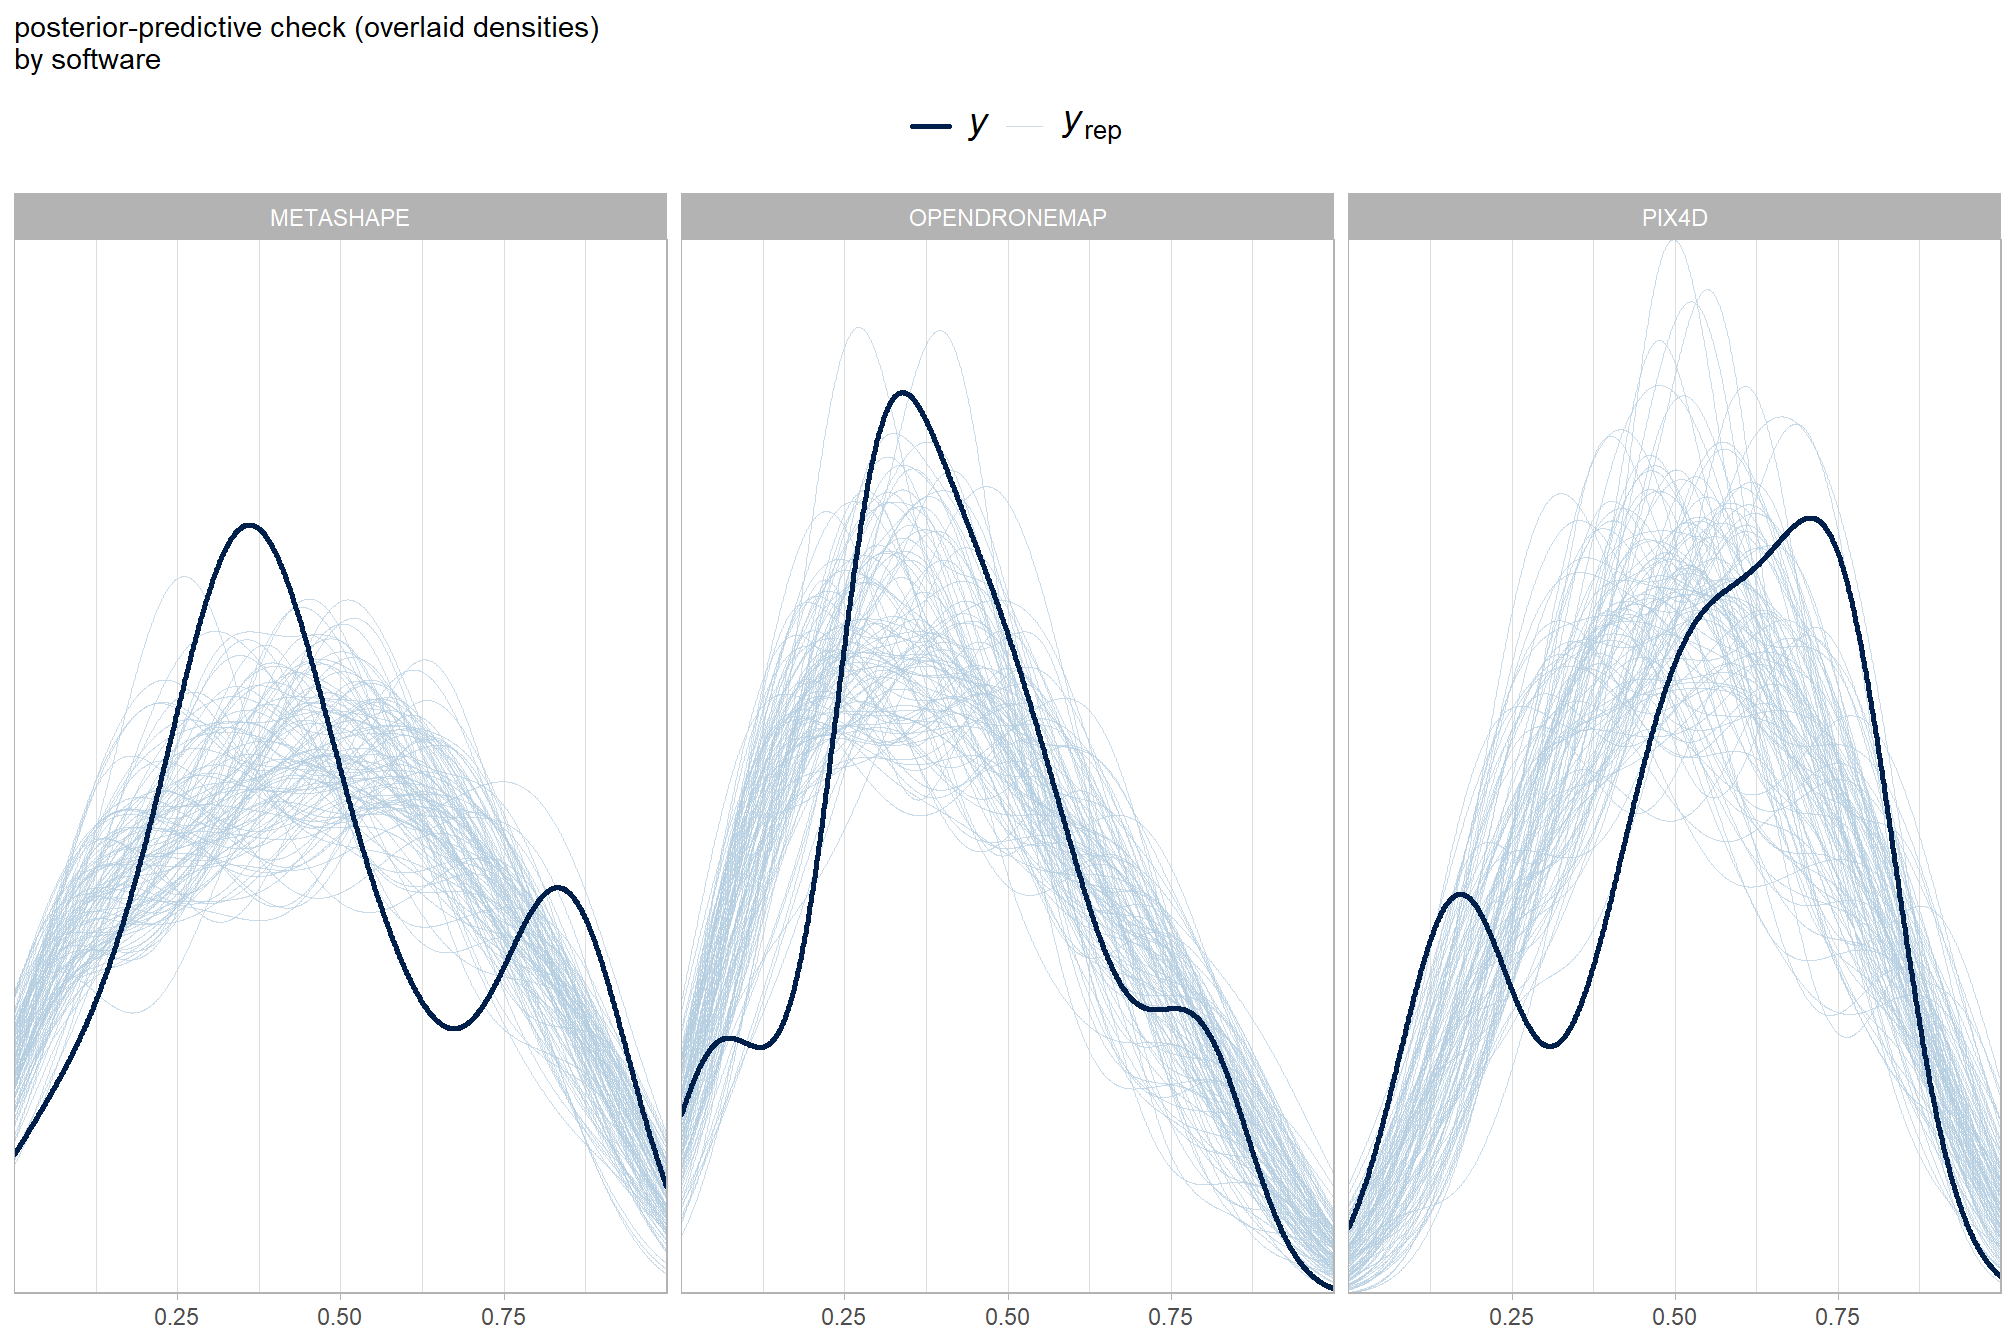 posterior-predictive check (overlaid densities)
by software
y y rep
METASHAPE OPENDRONEMAP PIX4D
0.25 0.50 0.75 0.25 0.50 0.75 0.25 0.50 0.75